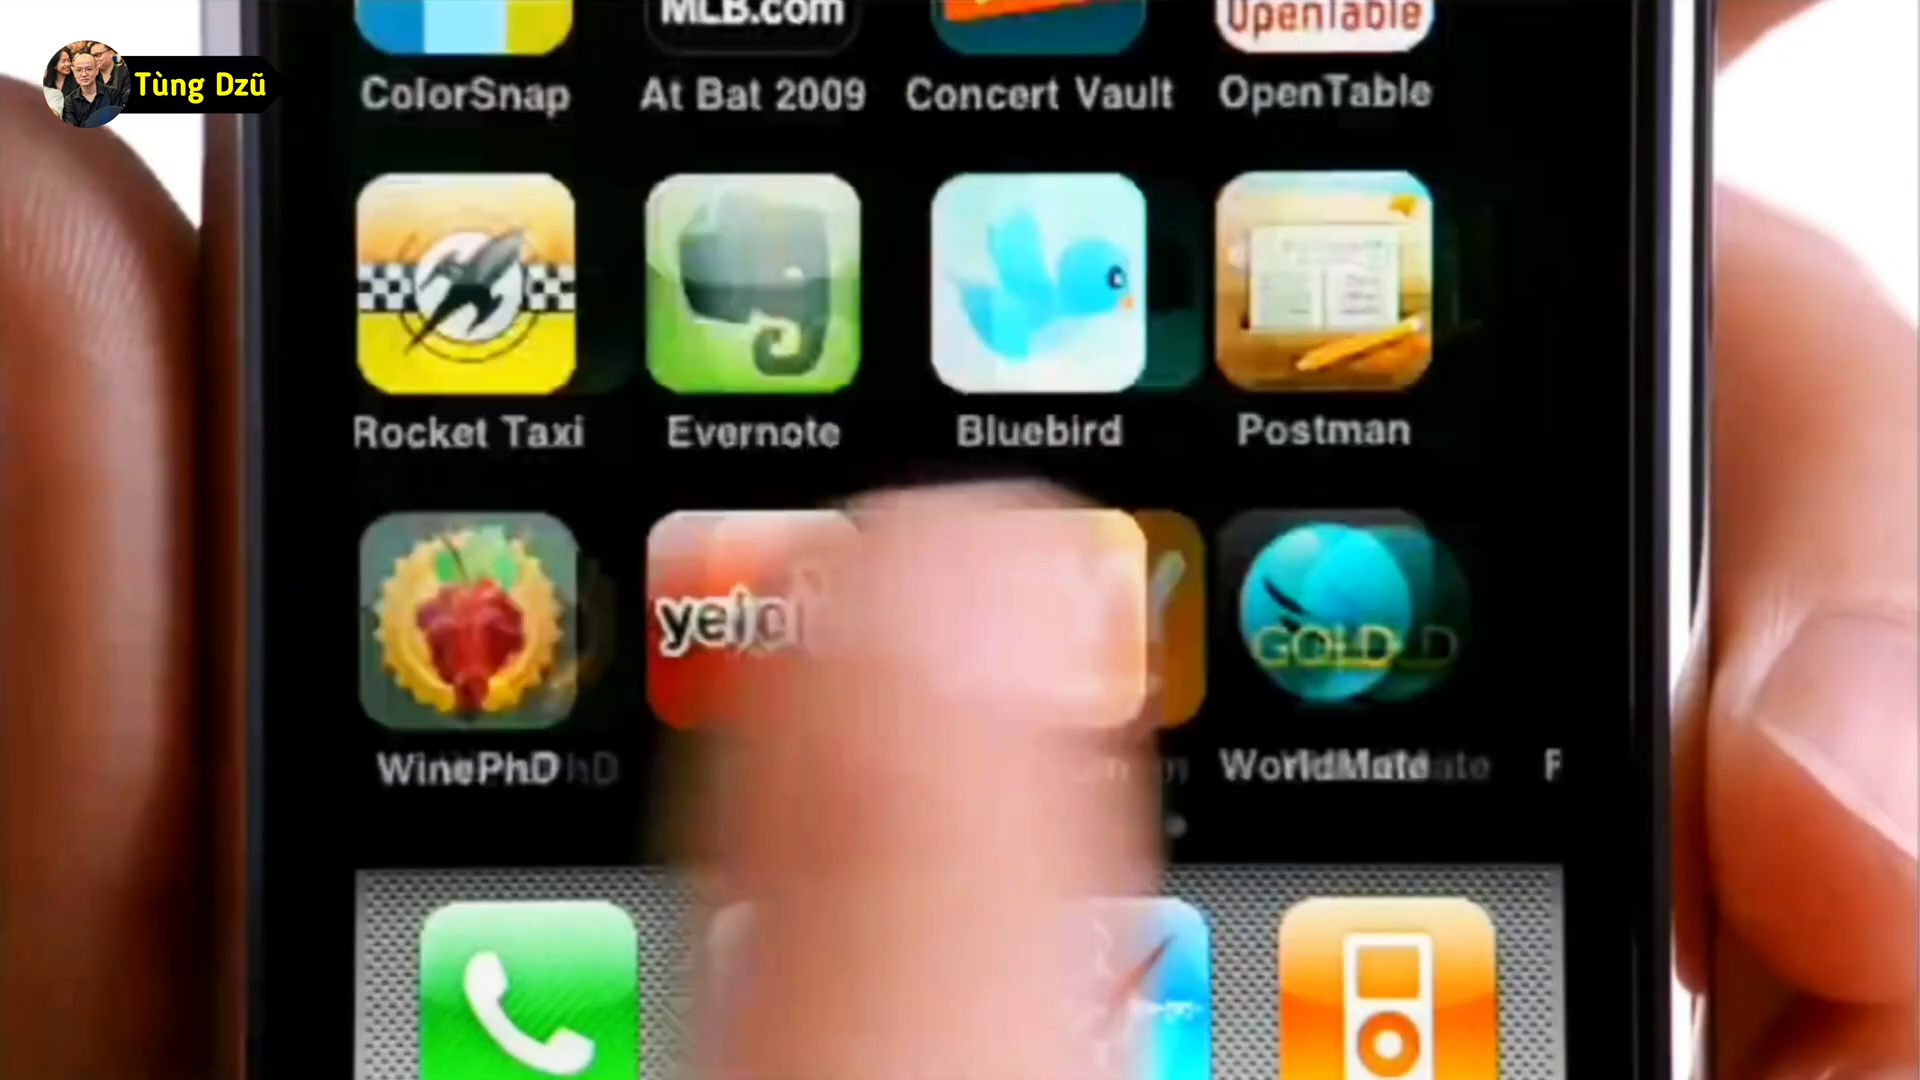 MLB.com
OpenTable
Tùng Dzũ
ColorSnap
At Bat 2009
Concert Vault
OpenTable
Rocket Taxi
Evernote
Bluebird
Postman
yelp
GOLD
WinePhD
WorldMate